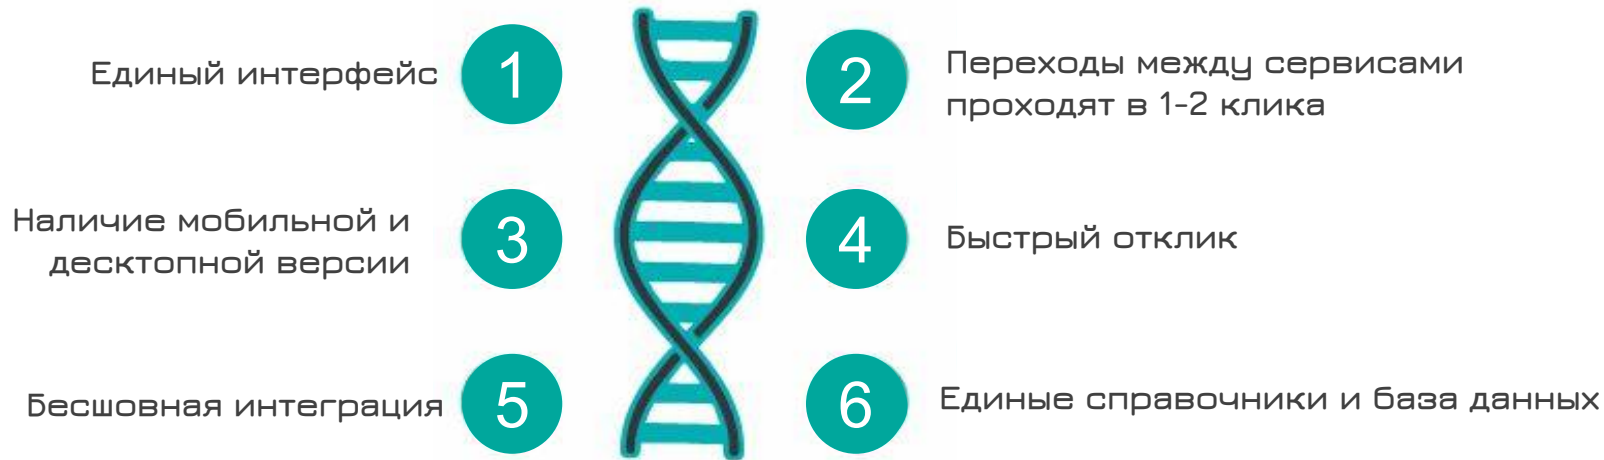 Единый интерфейс
1
2
Переходы между сервисами
проходят в 1-2 клика
Наличие мобильной и
десктопной версии
3
4
Быстрый отклик
Бесшовная интеграция
5
6
Единые справочники и база данных